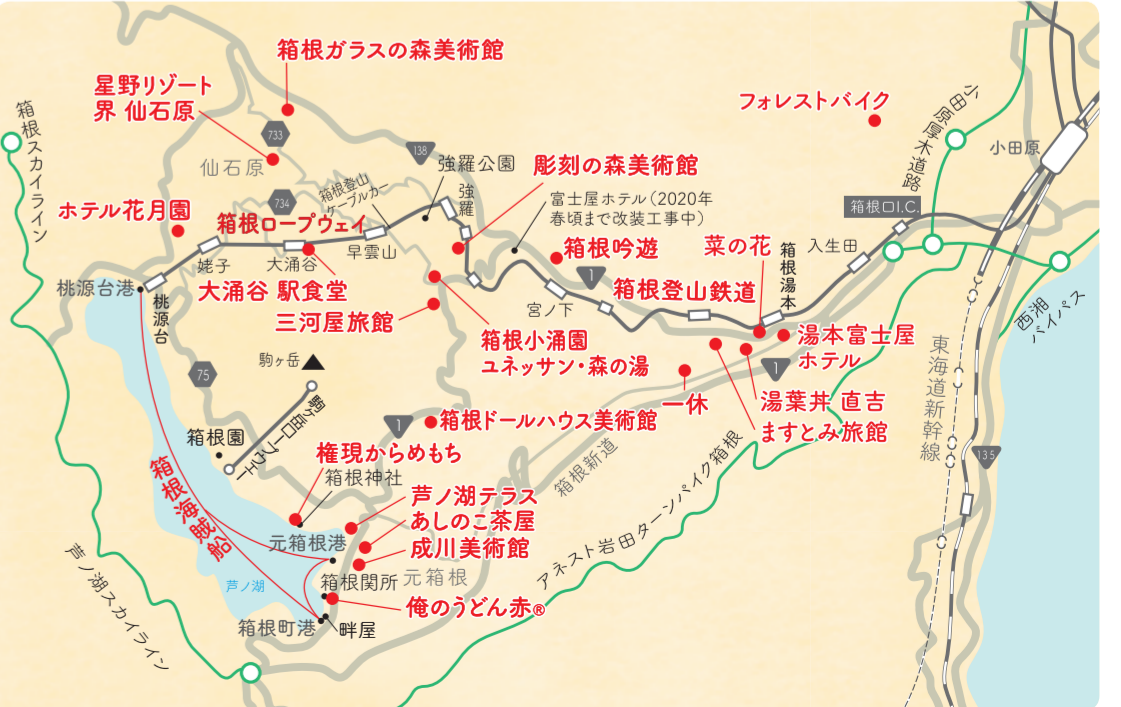 箱根ガラスの森美術館
星野リゾート
界 仙石原
フォレストバイク
箱根スカイライン
小田原厚木道路
733
仙石原
138
強羅公園
小田原
彫刻の森美術館
箱根登山
ケーブルカー
強羅
富士屋ホテル（2020年
春頃まで改装工事中）
734
ホテル花月園
箱根ロープウェイ
箱根口I.C.
早雲山
姥子
大涌谷
箱根吟遊
菜の花
箱根湯本
入生田
1
桃源台港
桃源台
大涌谷 駅食堂
箱根登山鉄道
宮ノ下
三河屋旅館
西湘
バイパス
箱根小涌園
ユネッサン・森の湯
湯本富士屋
ホテル
駒ヶ岳
75
1
東海道新幹線
一休
湯葉丼 直吉
ますとみ旅館
駒ヶ岳ロープウェー
1
箱根ドールハウス美術館
箱根園
権現からめもち
箱根神社
箱根新道
135
箱根海賊船
芦ノ湖テラス
あしのこ茶屋
成川美術館
アネスト岩田ターンパイク箱根
元箱根港
芦ノ湖スカイライン
芦ノ湖
箱根関所
元箱根
俺のうどん赤®
箱根町港
畔屋